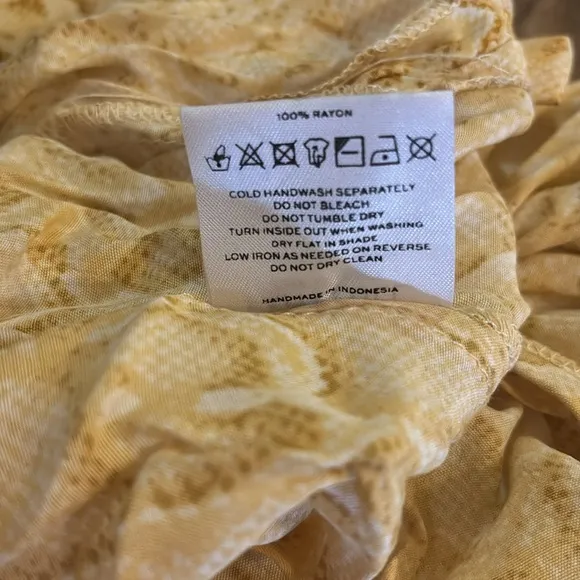 100% RAYON
COLD HANDWASH SEPARATELY
DO NOT BLEACH
DO NOT TUMBLE DRY
TURN INSIDE OUT WHEN WASHING
DRY FLAT IN SHADE
LOW IRON AS NEEDED ON REVERSE
DO NOT DRY CLEAN
HANDMADE IN INDONESIA